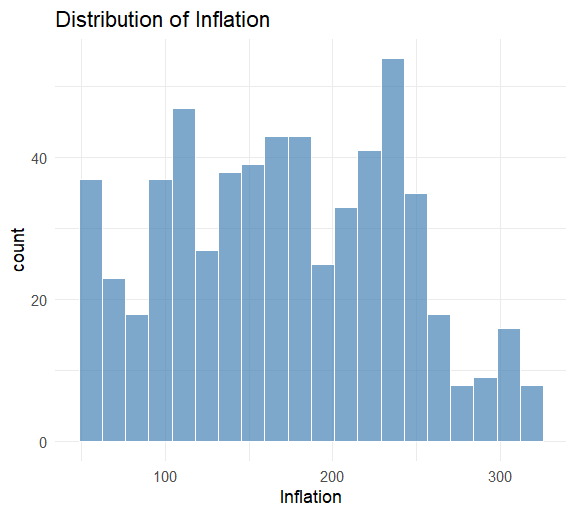 Distribution of Inflation
count
40
20
0
100 200 300
Inflation